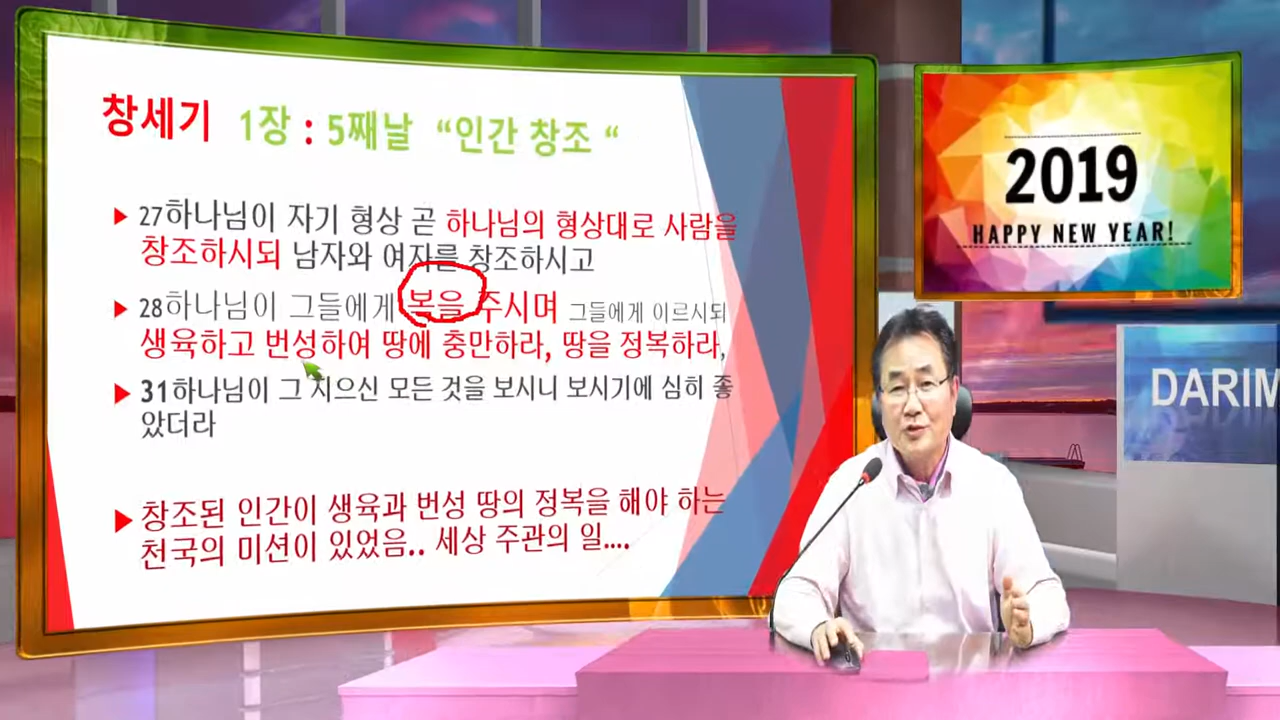 창세기 1장 : 5째날 “인간 창조 “
27하나님이 자기 형상 곧 하나님의 형상대로 사람을
창조하시되 남자와 여자를 창조하시고
28하나님이 그들에게 복을 주시며 그들에게 이르시되
생육하고 번성하여 땅에 충만하라, 땅을 정복하라,
31하나님이 그 지으신 모든 것을 보시니 보시기에 심히 좋
았더라
창조된 인간이 생육과 번성 땅의 정복을 해야 하는
천국의 미션이 있었음.. 세상 주관의 일....
2019
HAPPY NEW YEAR!
DARIM